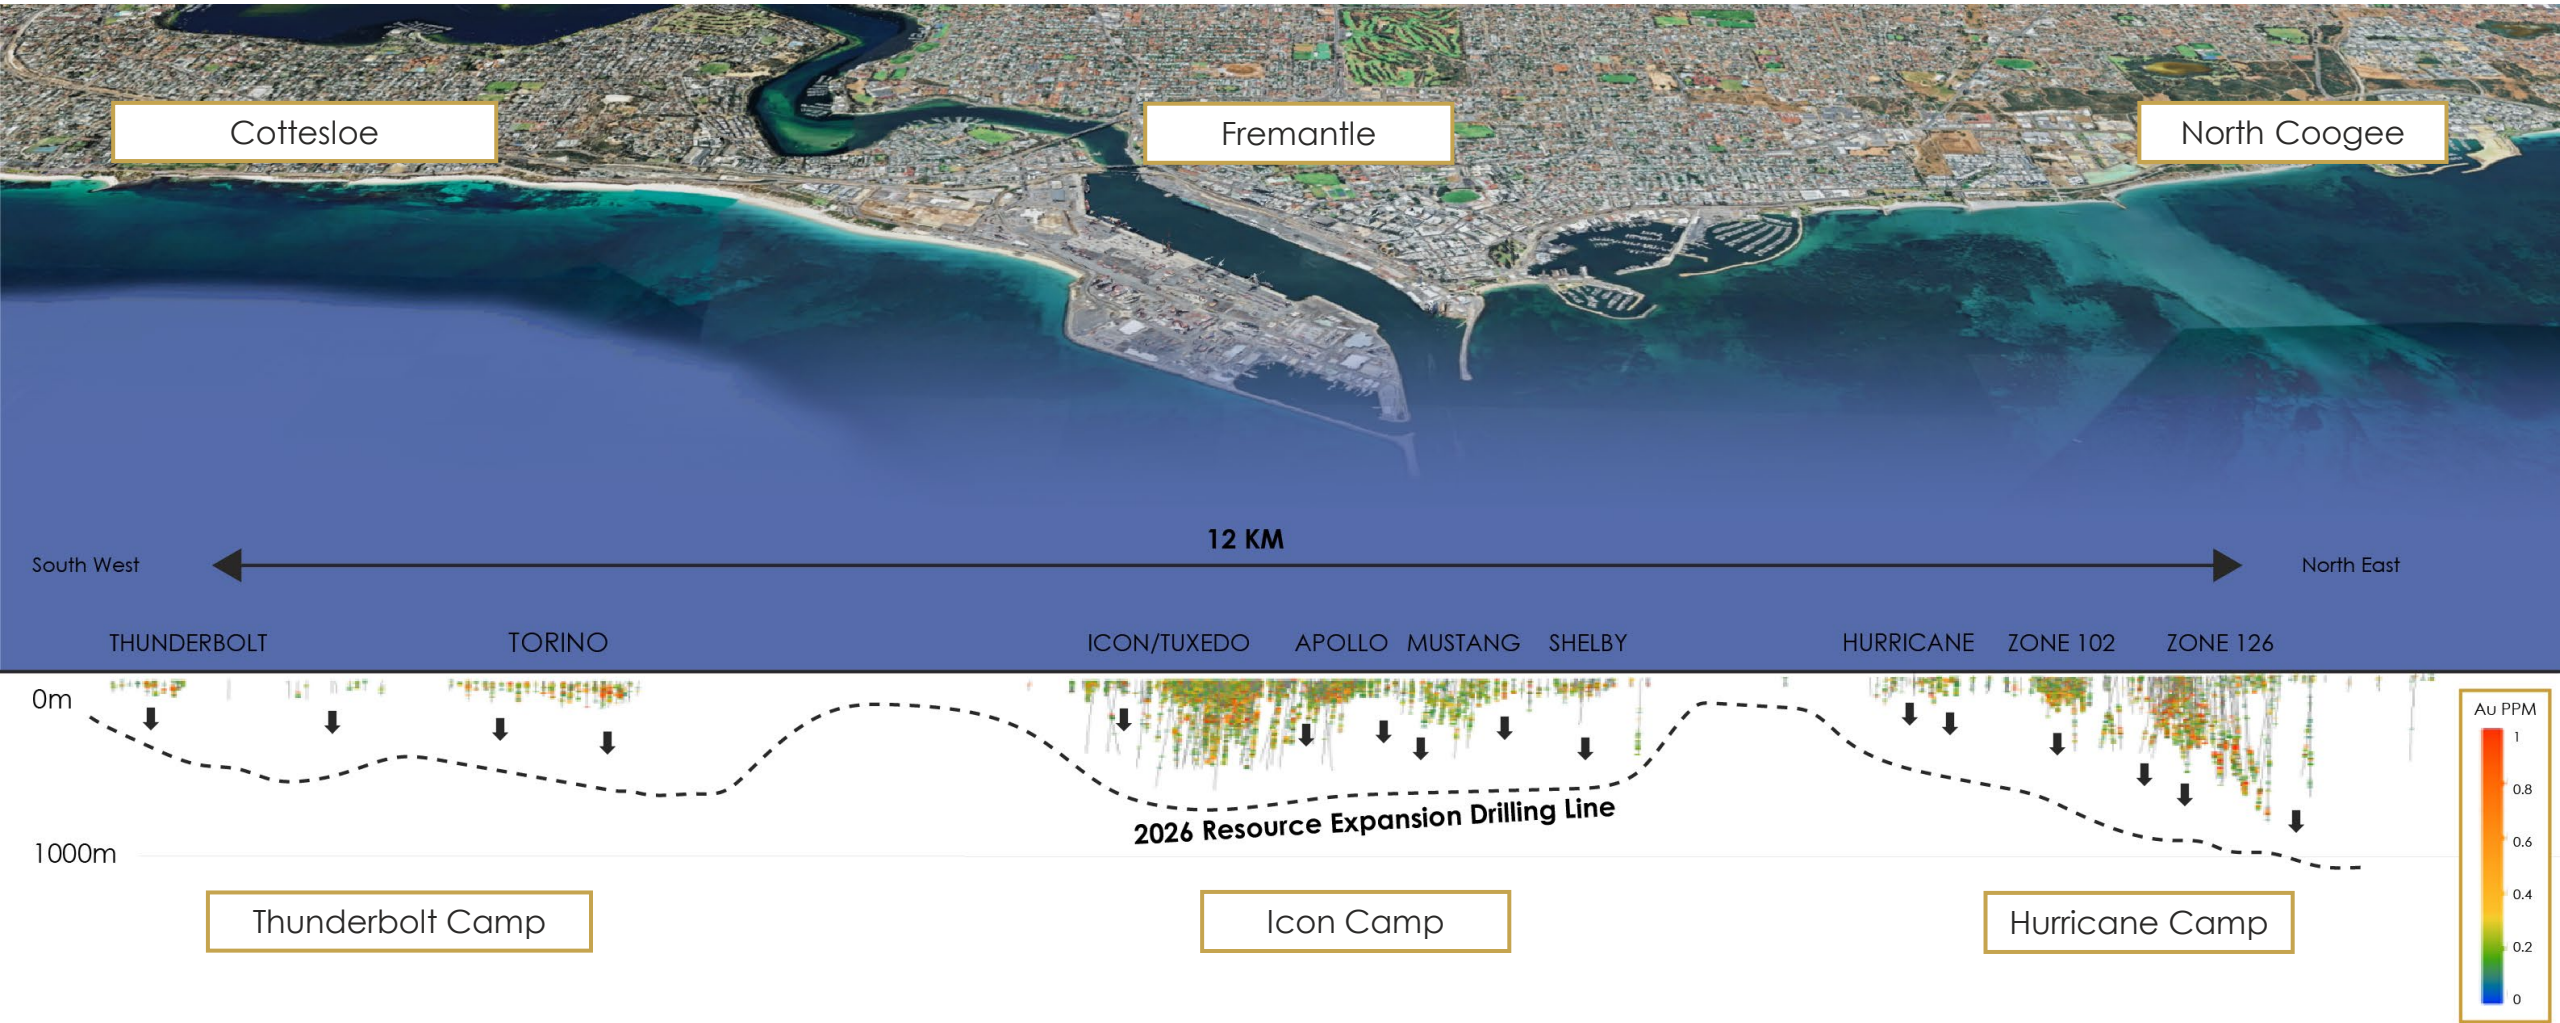 Cottesloe
Fremantle
North Coogee
12 KM
South West
North East
THUNDERBOLT
TORINO
ICON/TUXEDO
APOLLO
MUSTANG
SHELBY
HURRICANE
ZONE 102
ZONE 126
0m
2026 Resource Expansion Drilling Line
1000m
Au PPM
1
0.8
0.6
0.4
0.2
0
Thunderbolt Camp
Icon Camp
Hurricane Camp